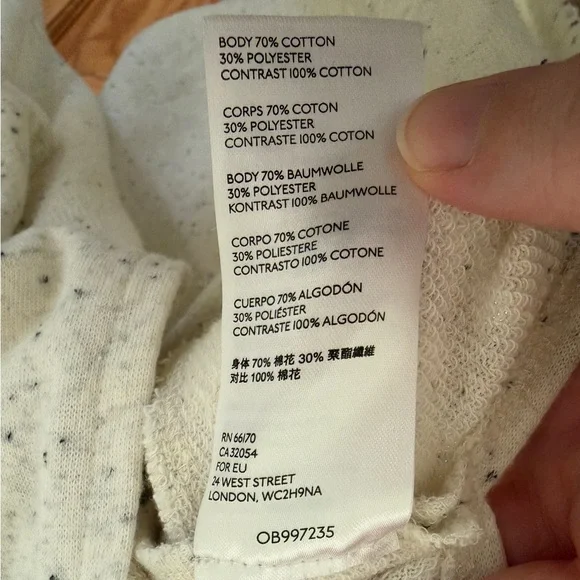 BODY 70% COTTON
30% POLYESTER
CONTRAST 100% COTTON
CORPS 70% COTON
30% POLYESTER
CONTRASTE 100% COTON
BODY 70% BAUMWOLLE
30% POLYESTER
KONTRAST 100% BAUMWOLLE
CORPO 70% COTONE
30% POLIESTERE
CONTRASTO 100% COTONE
CUERPO 70% ALGODÓN
30% POLIÉSTER
CONTRASTE 100% ALGODÓN
身体 70% 棉花 30% 聚酯纖維
对比 100% 棉花
RN 66170
CA 32054
FOR EU
24 WEST STREET
LONDON, WC2H9NA
OB997235